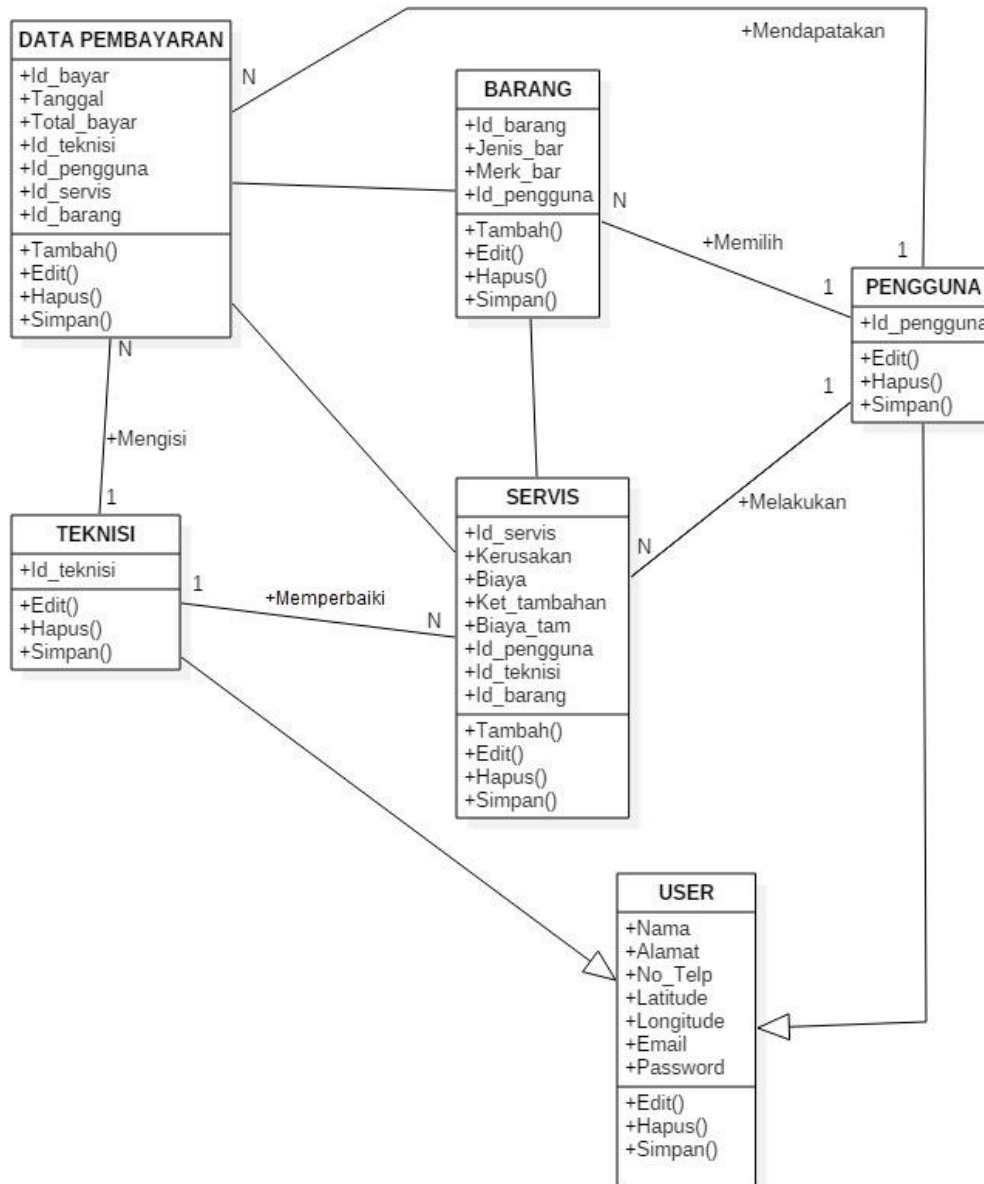 DATA PEMBAYARAN
+Id_bayar
+Tanggal
+Total_bayar
+Id_teknisi
+Id_pengguna
+Id_servis
+Id_barang
+Tambah()
+Edit()
+Hapus()
+Simpan()
N
+Mendapatakan
1
N
BARANG
+Id_barang
+Jenis_bar
+Merk_bar
+Id_pengguna
+Tambah()
+Edit()
+Hapus()
+Simpan()
N
+Memilih
1
PENGGUNA
+Id_pengguna
+Edit()
+Hapus()
+Simpan()
1
+Melakukan
N
+Mengisi
1
TEKNISI
+Id_teknisi
+Edit()
+Hapus()
+Simpan()
1
+Memperbaiki
N
SERVIS
+Id_servis
+Kerusakan
+Biaya
+Ket_tambahan
+Biaya_tam
+Id_pengguna
+Id_teknisi
+Id_barang
+Tambah()
+Edit()
+Hapus()
+Simpan()
USER
+Nama
+Alamat
+No_Telp
+Latitude
+Longitude
+Email
+Password
+Edit()
+Hapus()
+Simpan()